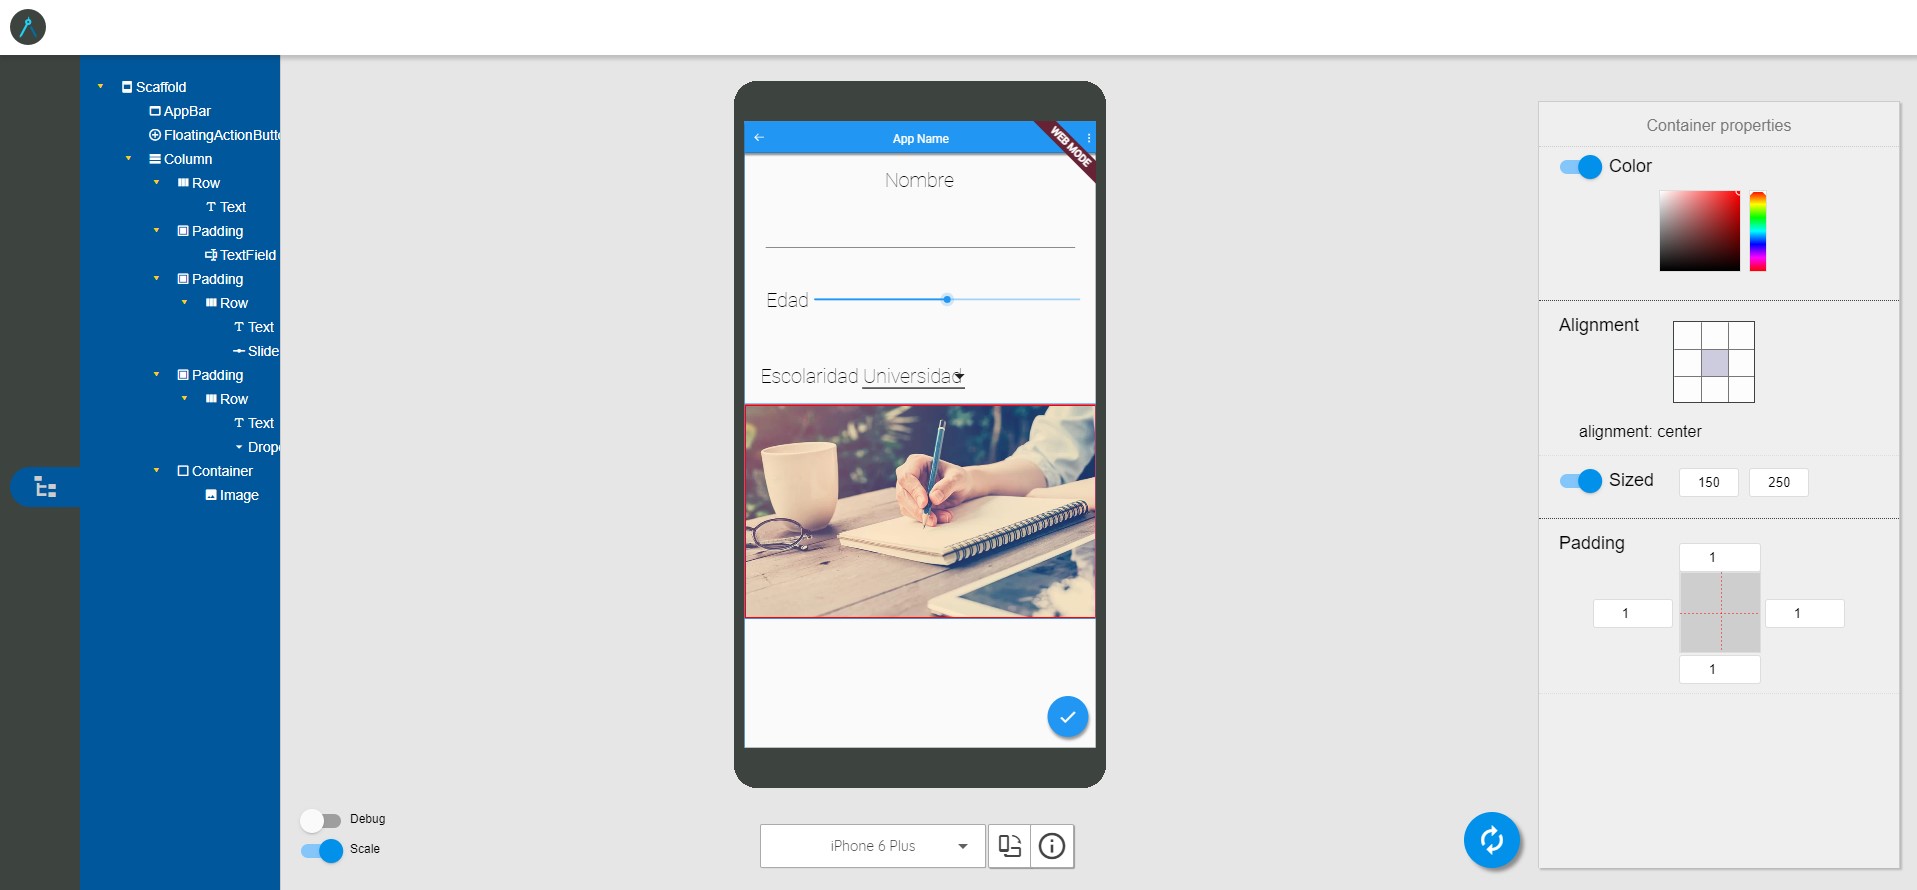 Scaffold
AppBar
FloatingActionButt
Column
Row
Text
Padding
TextField
Padding
Row
Text
Slide
Padding
Row
Text
Drop
Container
Image
App Name
WEB MODE
Nombre
Edad
Escolaridad Universidad
Debug
Scale
iPhone 6 Plus
Container properties
Color
Alignment
alignment: center
Sized 150 250
Padding
1
1 1
1